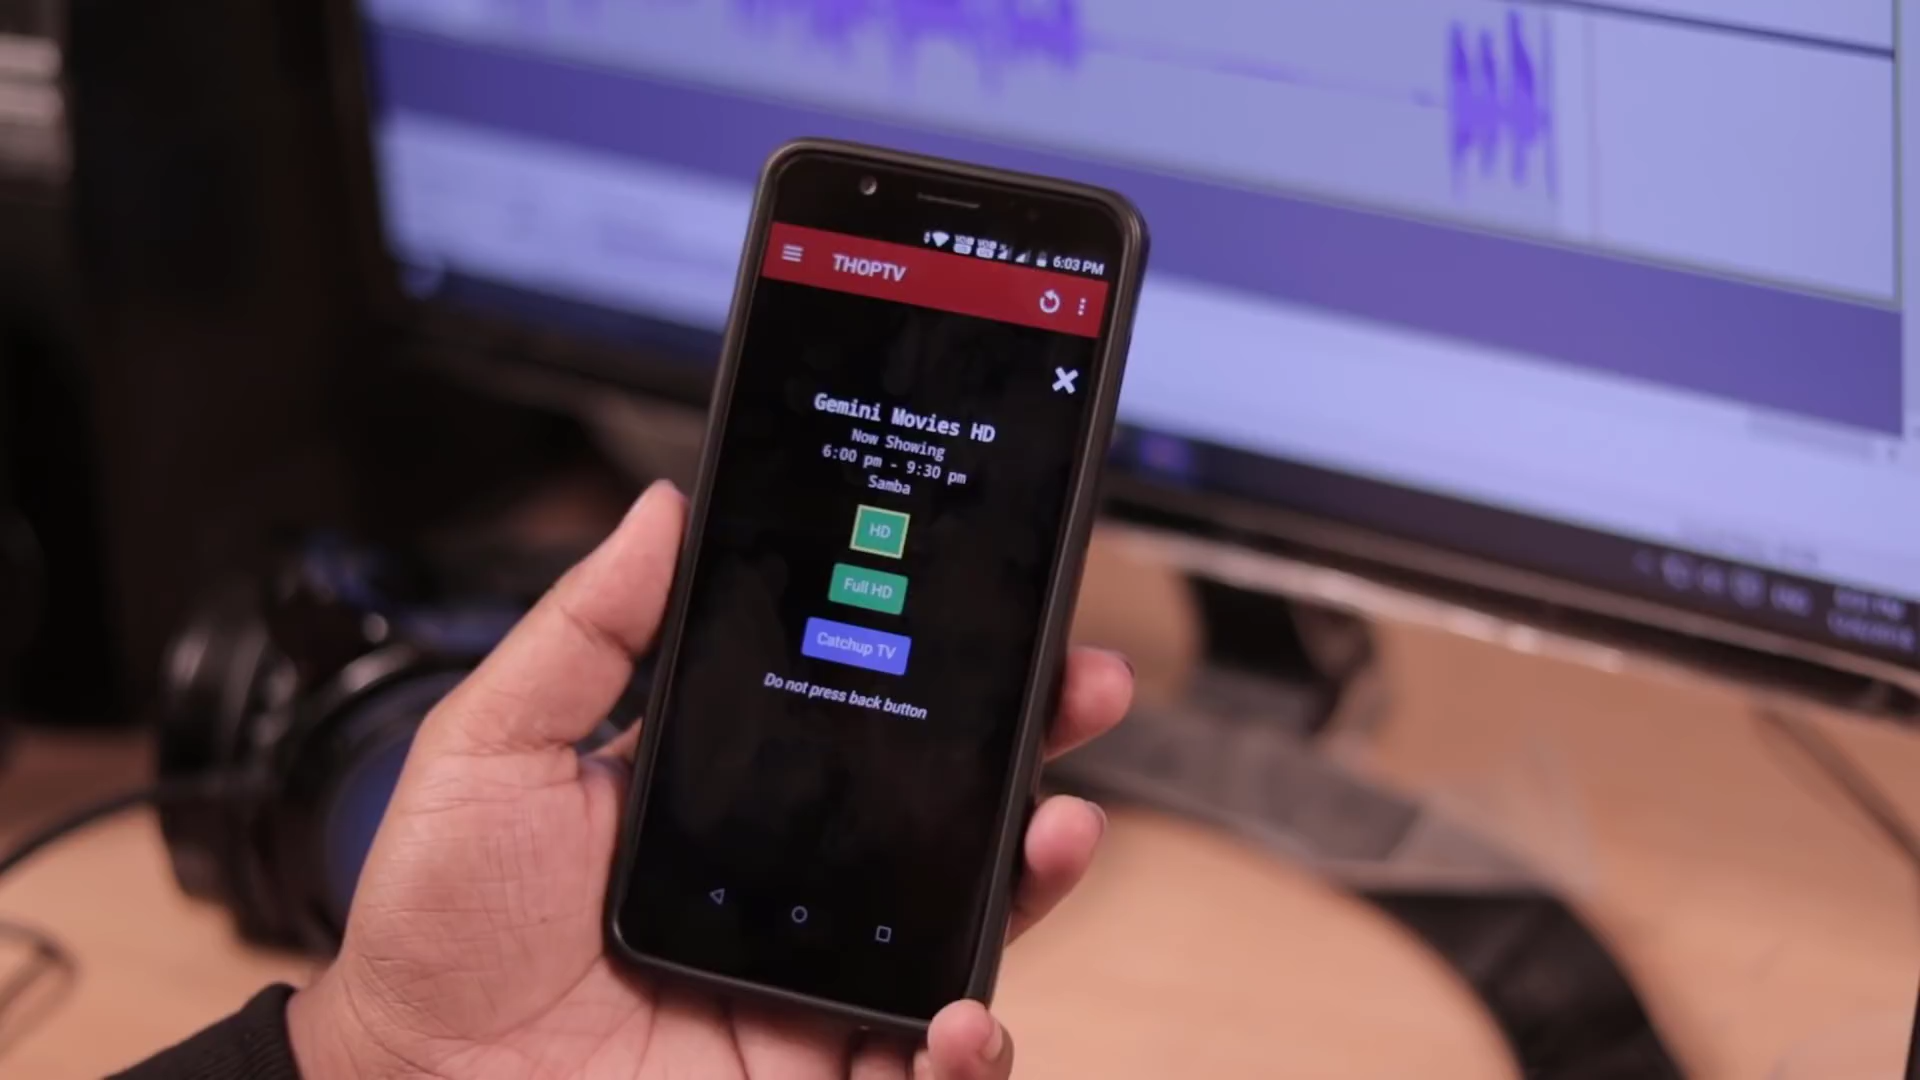 6:03 PM
THOPTV
Gemini Movies HD
Now Showing
6:00 pm - 9:30 pm
Samba
HD
Full HD
Catchup TV
Do not press back button